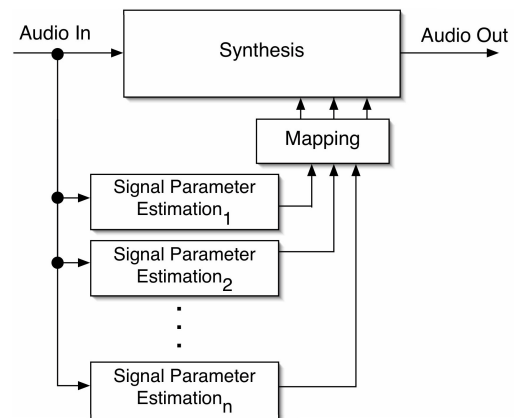 Audio In
Synthesis
Audio Out
Mapping
Signal Parameter
Estimation1
Signal Parameter
Estimation2
Signal Parameter
Estimationn